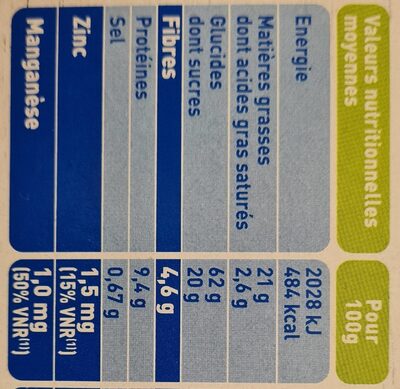 Valeurs nutritionnelles
moyennes
Pour
100g
Energie
2028 kJ
484 kcal
Matières grasses
21 g
dont acides gras saturés
2,6 g
Glucides
62 g
dont sucres
20 g
Fibres
4,6 g
Protéines
9,4 g
Sel
0,67 g
Zinc
1,5 mg
(15% VNR(1))
Manganèse
1,0 mg
(50% VNR(1))